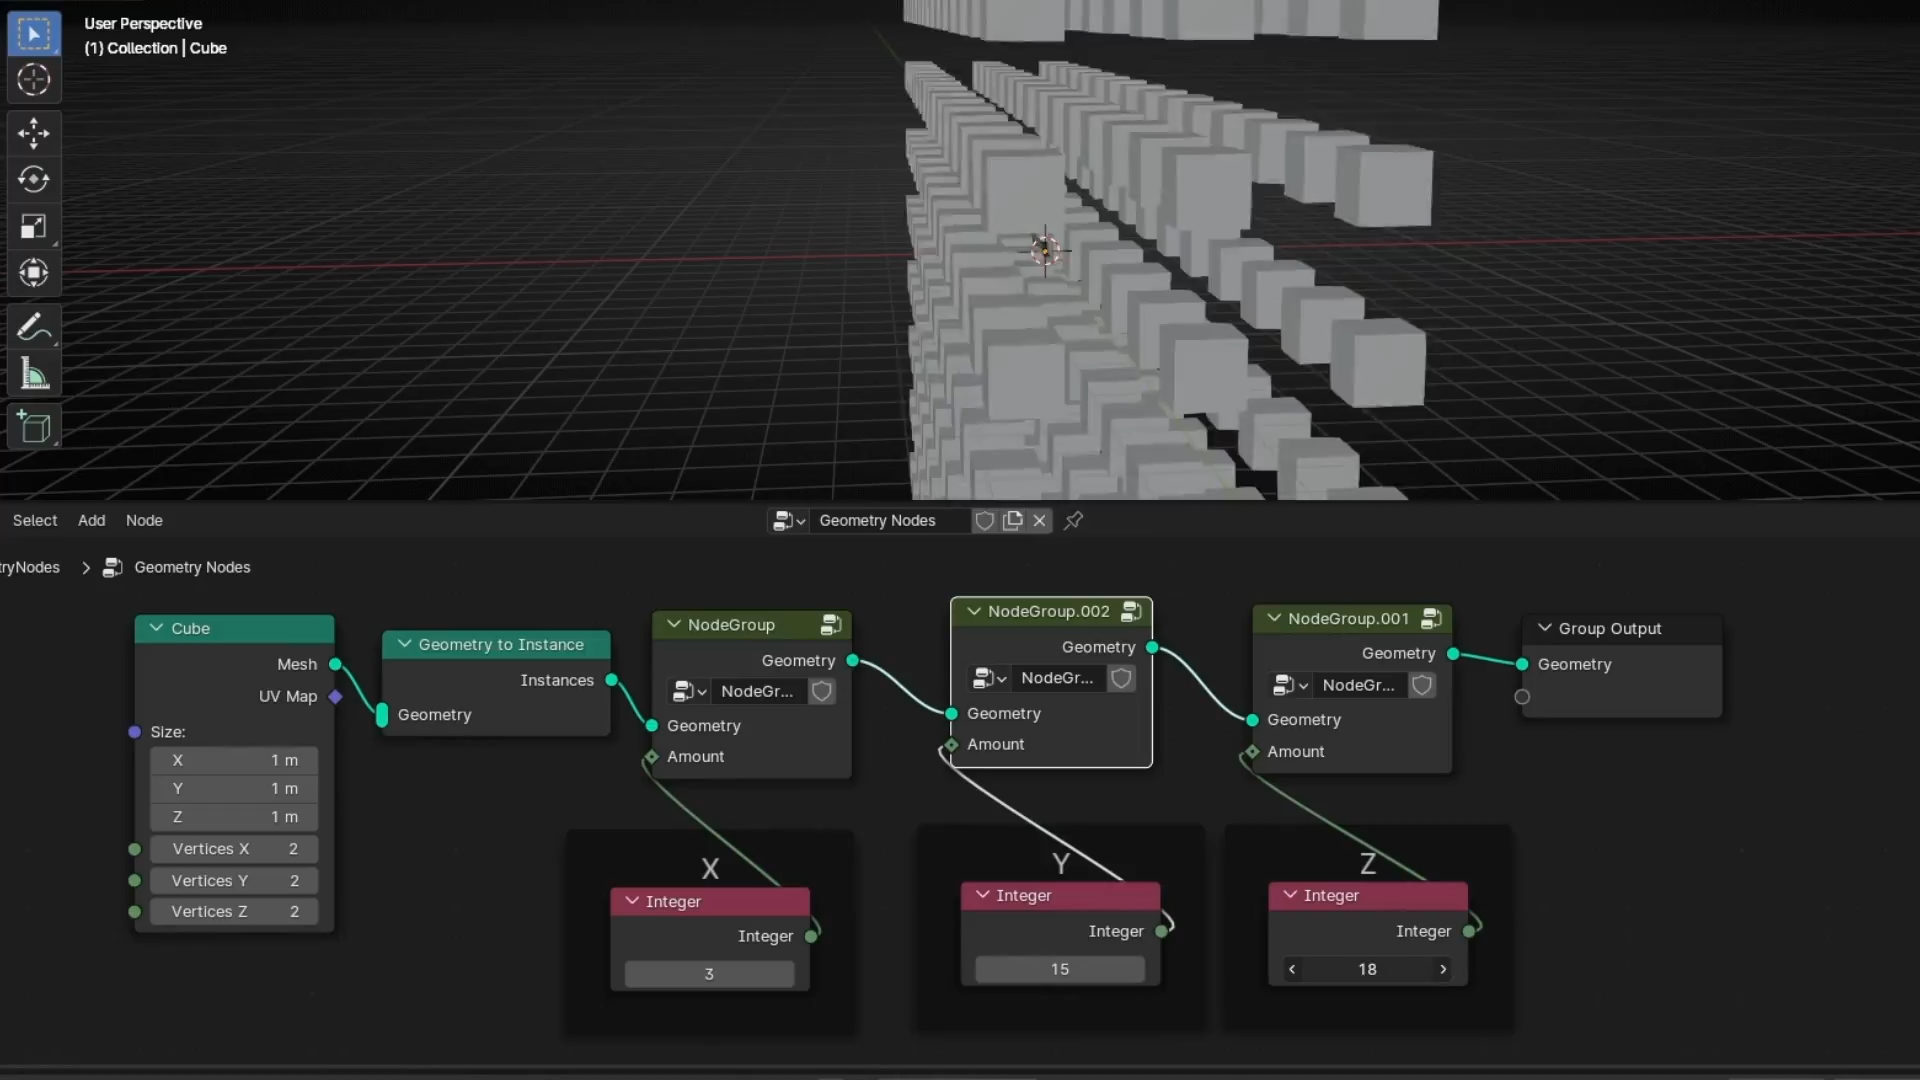 User Perspective
(1) Collection | Cube
Select Add Node
Geometry Nodes
ryNodes > Geometry Nodes
Cube
Mesh
UV Map
Size:
X 1 m
Y 1 m
Z 1 m
Vertices X 2
Vertices Y 2
Vertices Z 2
Geometry to Instance
Instances
Geometry
NodeGroup
Geometry
NodeGr...
Geometry
Amount
NodeGroup.002
Geometry
NodeGr...
Geometry
Amount
NodeGroup.001
Geometry
NodeGr...
Geometry
Amount
Group Output
Geometry
X
Integer
Integer
3
Y
Integer
Integer
15
Z
Integer
Integer
18